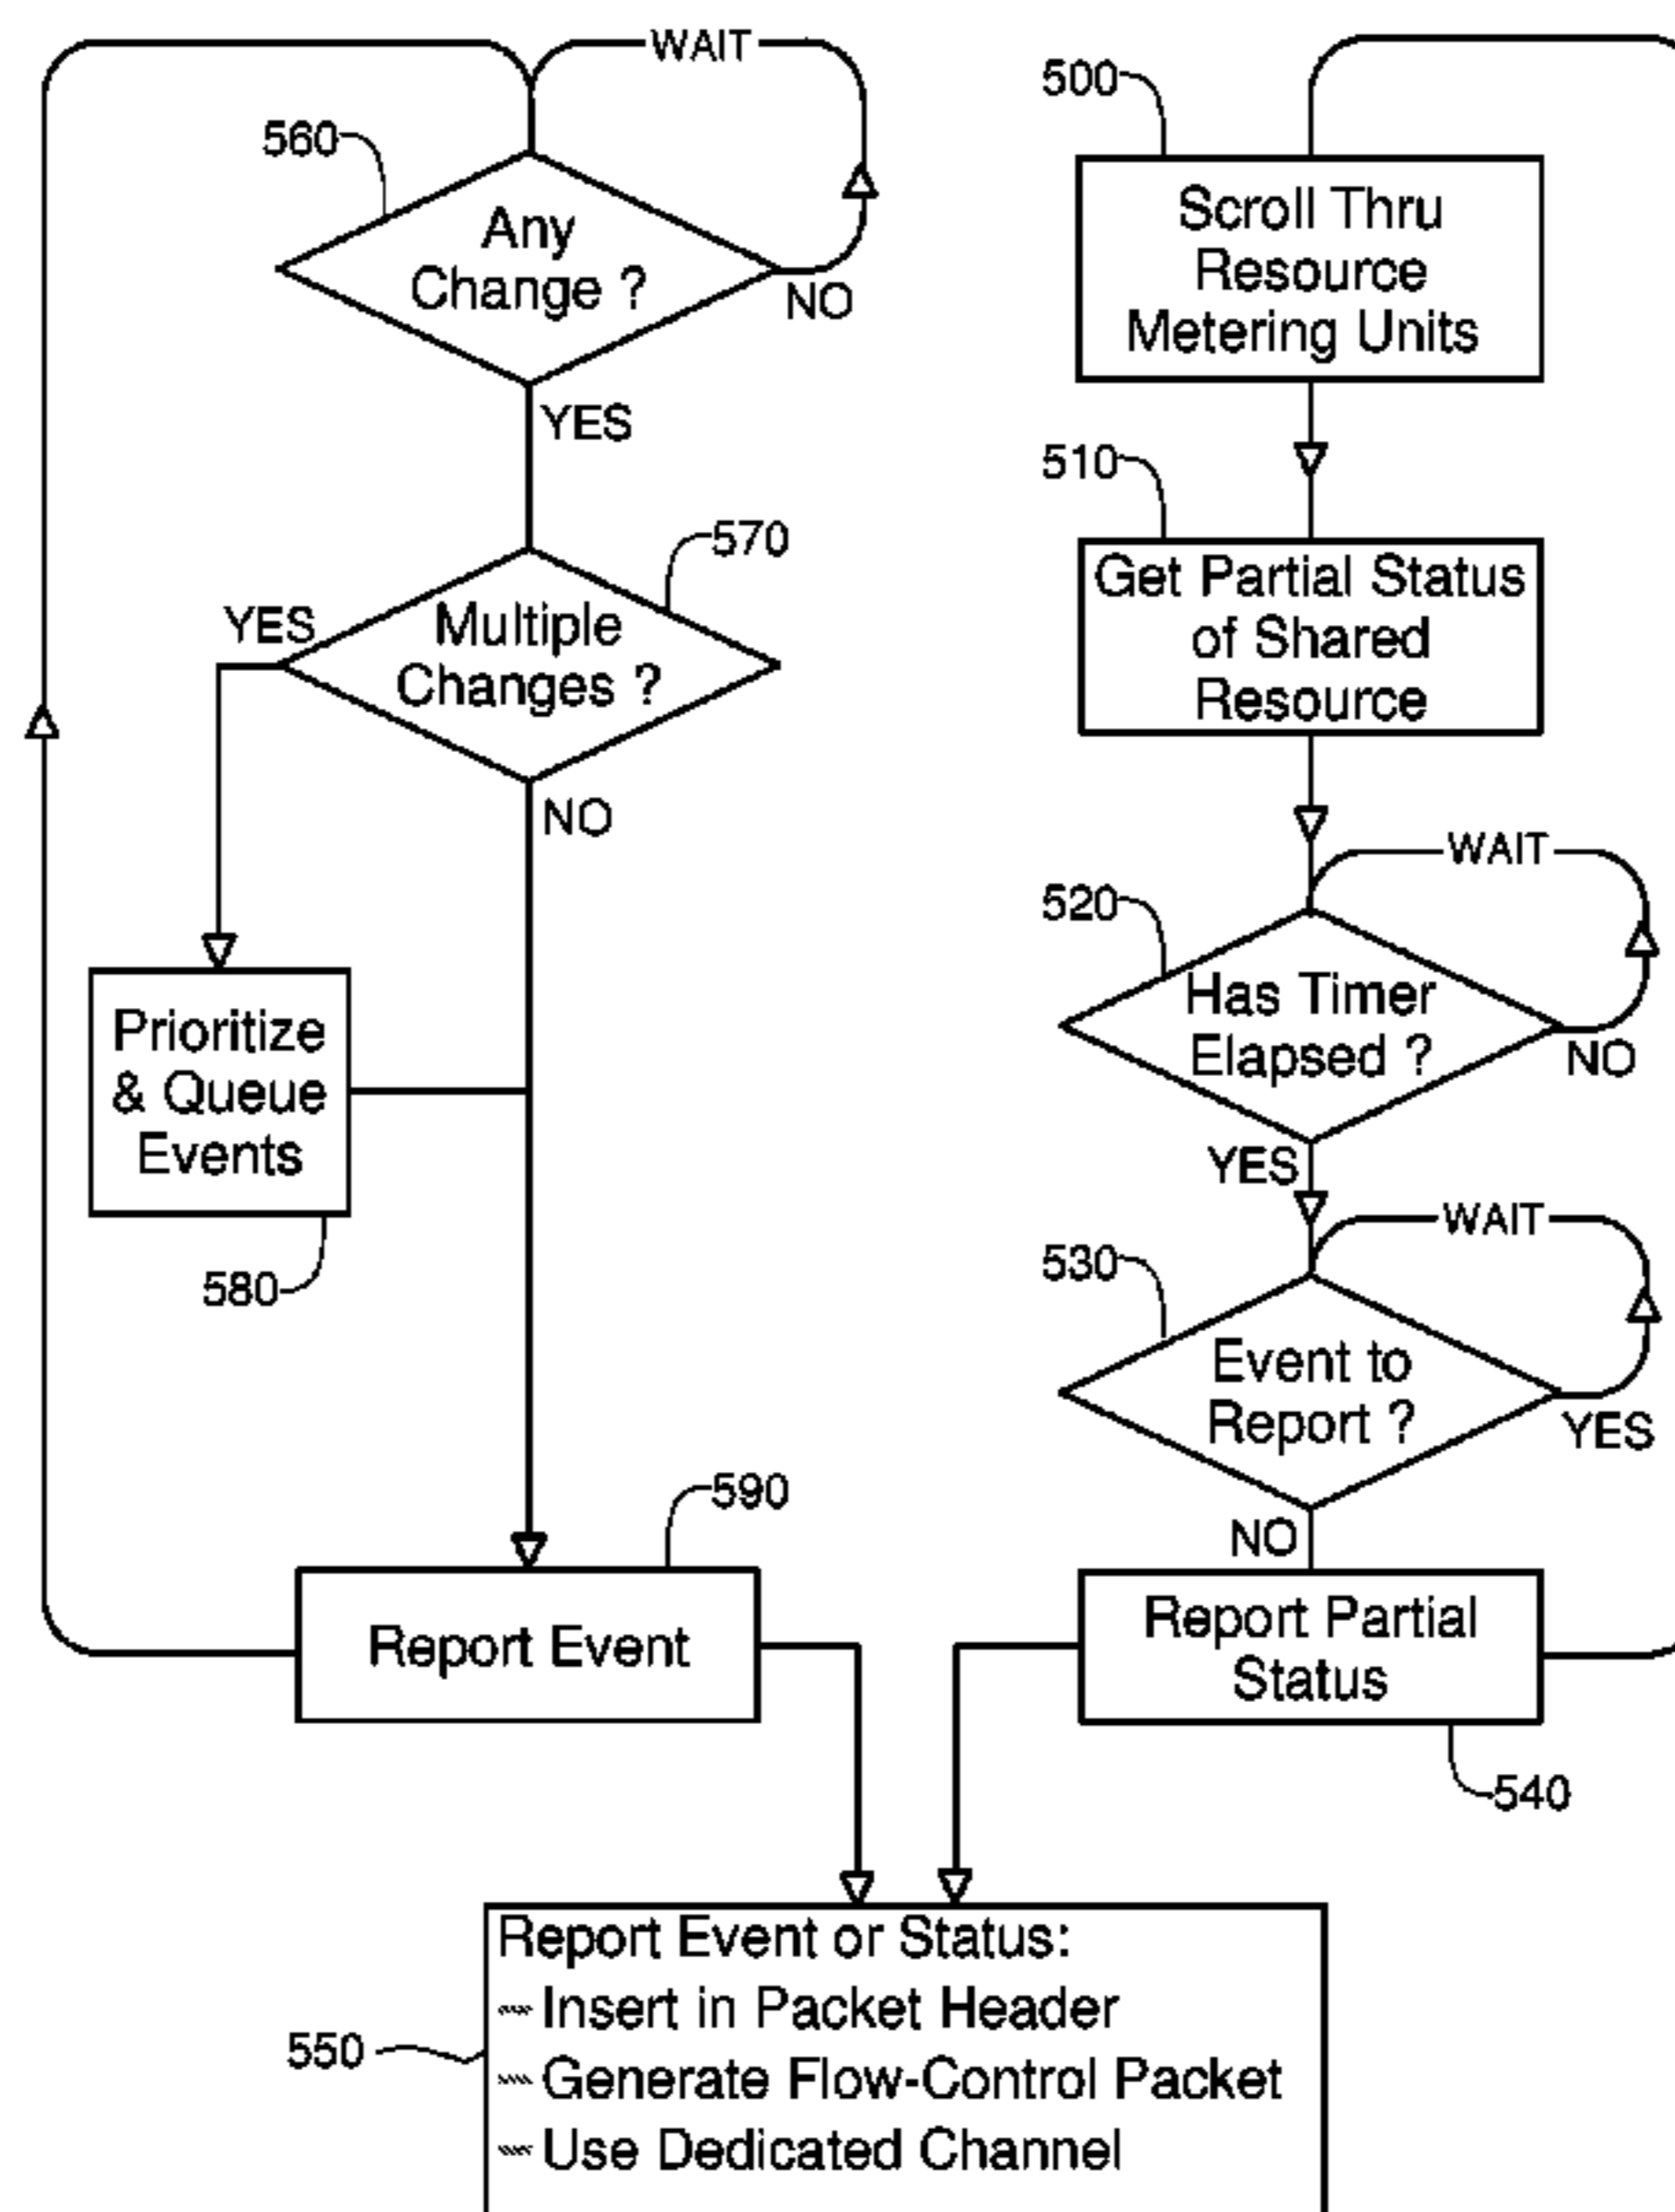 WAIT
560
Any
Change ?
NO
YES
570
YES
Multiple
Changes ?
NO
Prioritize
& Queue
Events
580
590
Report Event
500
Scroll Thru
Resource
Metering Units
510
Get Partial Status
of Shared
Resource
WAIT
520
Has Timer
Elapsed ?
NO
YES
WAIT
530
Event to
Report ?
YES
NO
Report Partial
Status
540
550
Report Event or Status:
-- Insert in Packet Header
-- Generate Flow-Control Packet
-- Use Dedicated Channel